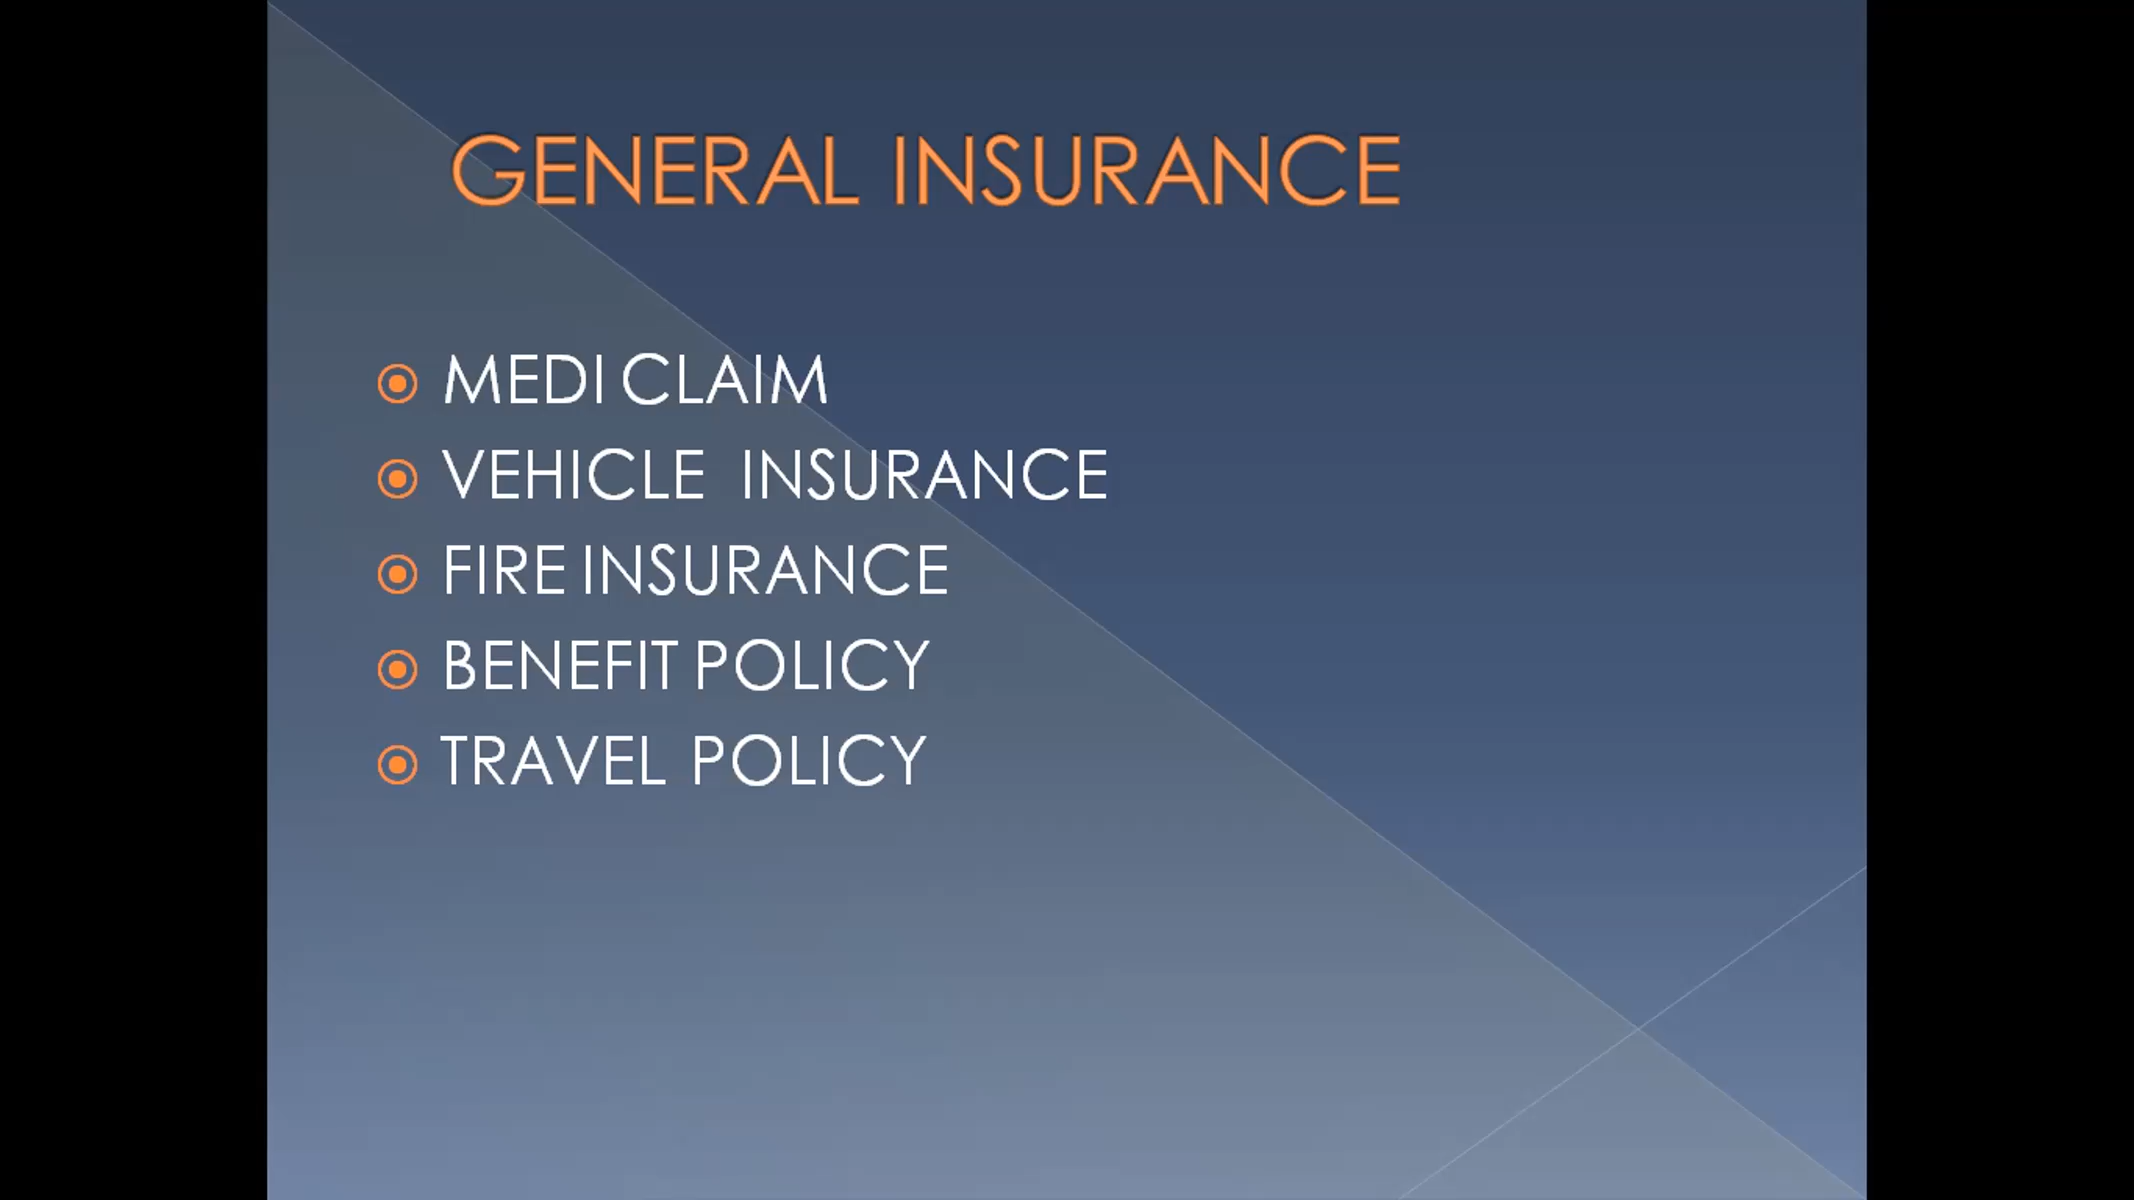 GENERAL INSURANCE
MEDI CLAIM
VEHICLE INSURANCE
FIRE INSURANCE
BENEFIT POLICY
TRAVEL POLICY